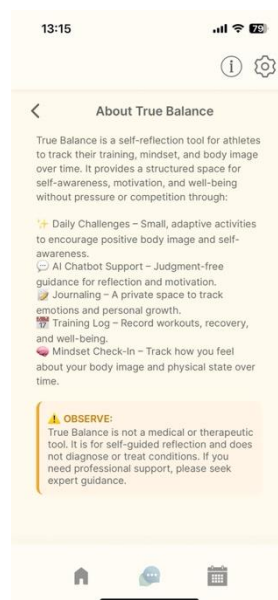 13:15
79
About True Balance
True Balance is a self-reflection tool for athletes
to track their training, mindset, and body image
over time. It provides a structured space for
self-awareness, motivation, and well-being
without pressure or competition through:
✨ Daily Challenges – Small, adaptive activities
to encourage positive body image and self-
awareness.
💬 AI Chatbot Support – Judgment-free
guidance for reflection and motivation.
📝 Journaling – A private space to track
emotions and personal growth.
📅 Training Log – Record workouts, recovery,
and well-being.
🧠 Mindset Check-In – Track how you feel
about your body image and physical state over
time.
⚠️ OBSERVE:
True Balance is not a medical or therapeutic
tool. It is for self-guided reflection and does
not diagnose or treat conditions. If you
need professional support, please seek
expert guidance.